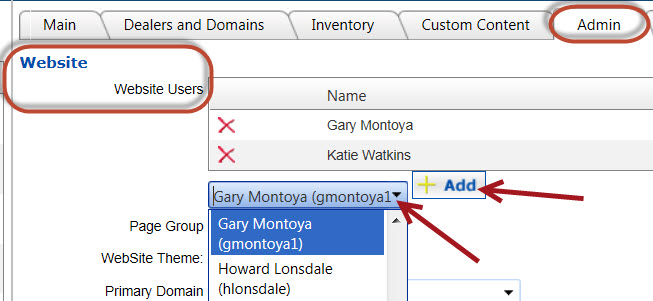 Main Dealers and Domains Inventory Custom Content Admin
Website
Website Users
Name
Gary Montoya
Katie Watkins
Gary Montoya (gmontoya1 Add
Page Group
Gary Montoya
(gmontoya1)
WebSite Theme:
Howard Lonsdale
(hlonsdale)
Primary Domain